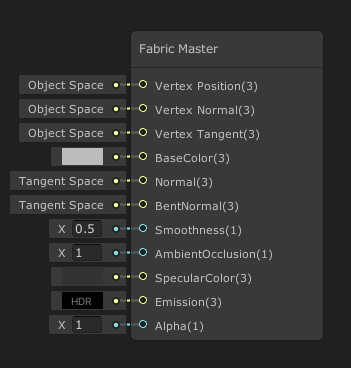 Fabric Master
Object Space Vertex Position(3)
Object Space Vertex Normal(3)
Object Space Vertex Tangent(3)
BaseColor(3)
Tangent Space Normal(3)
Tangent Space BentNormal(3)
X 0.5 Smoothness(1)
X 1 AmbientOcclusion(1)
SpecularColor(3)
HDR Emission(3)
X 1 Alpha(1)